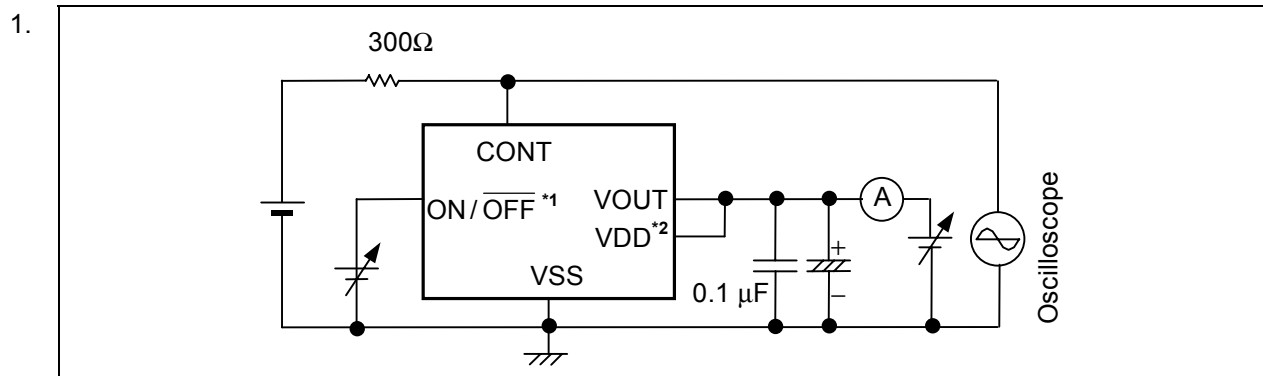 1.
300Ω
CONT
ON / OFF *1
VOUT
VDD*2
VSS
A
0.1 μF
+
−
Oscilloscope